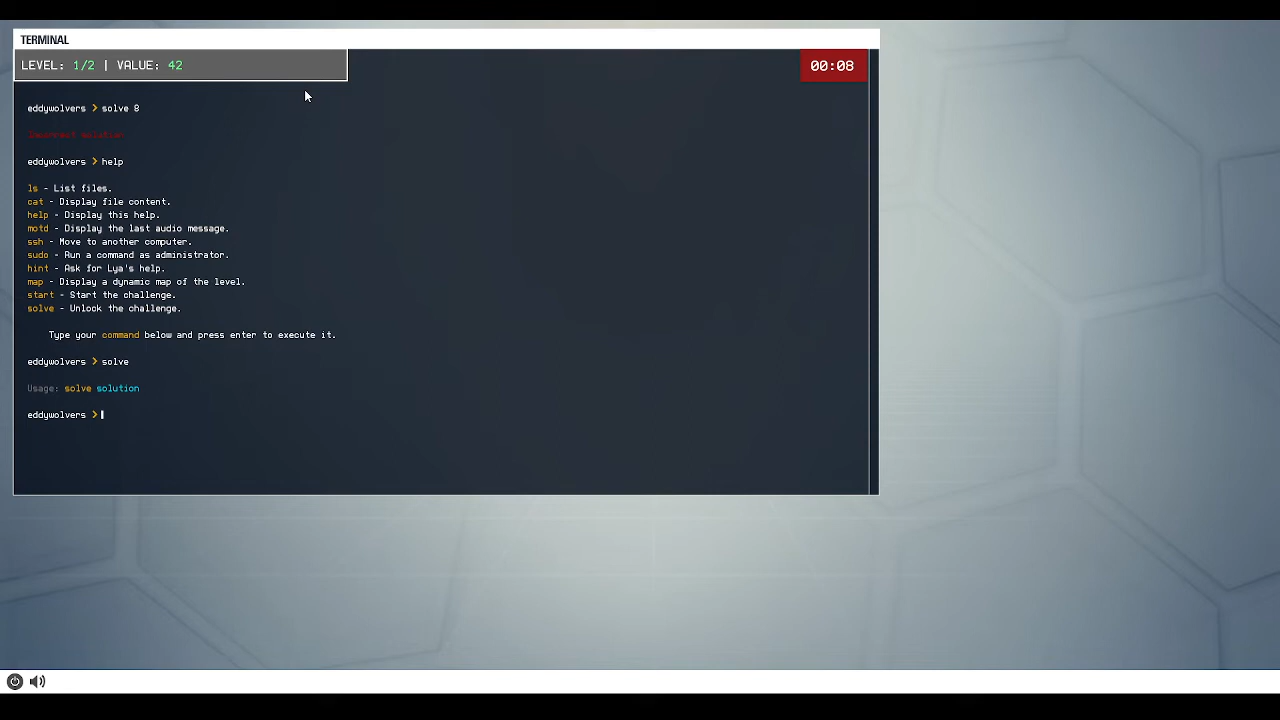 TERMINAL
LEVEL: 1/2 | VALUE: 42
00:08
eddywolvers > solve 8
Incorrect solution
eddywolvers > help
ls - List files.
cat - Display file content.
help - Display this help.
motd - Display the last audio message.
ssh - Move to another computer.
sudo - Run a command as administrator.
hint - Ask for Lya's help.
map - Display a dynamic map of the level.
start - Start the challenge.
solve - Unlock the challenge.
Type your command below and press enter to execute it.
eddywolvers > solve
Usage: solve solution
eddywolvers >